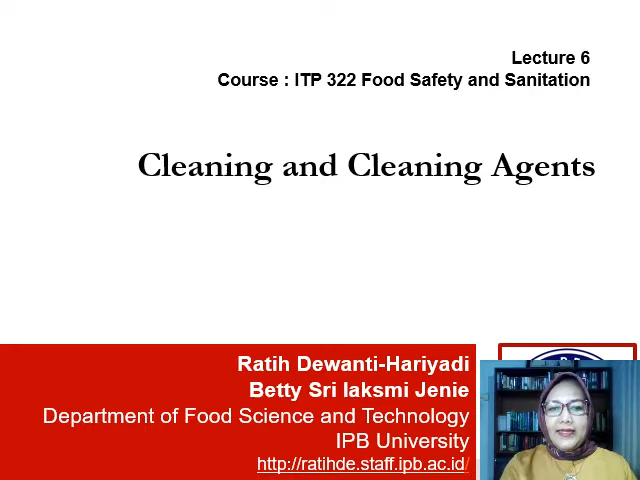 Lecture 6
Course : ITP 322 Food Safety and Sanitation
Cleaning and Cleaning Agents
Ratih Dewanti-Hariyadi
Betty Sri laksmi Jenie
Department of Food Science and Technology
IPB University
http://ratihde.staff.ipb.ac.id/